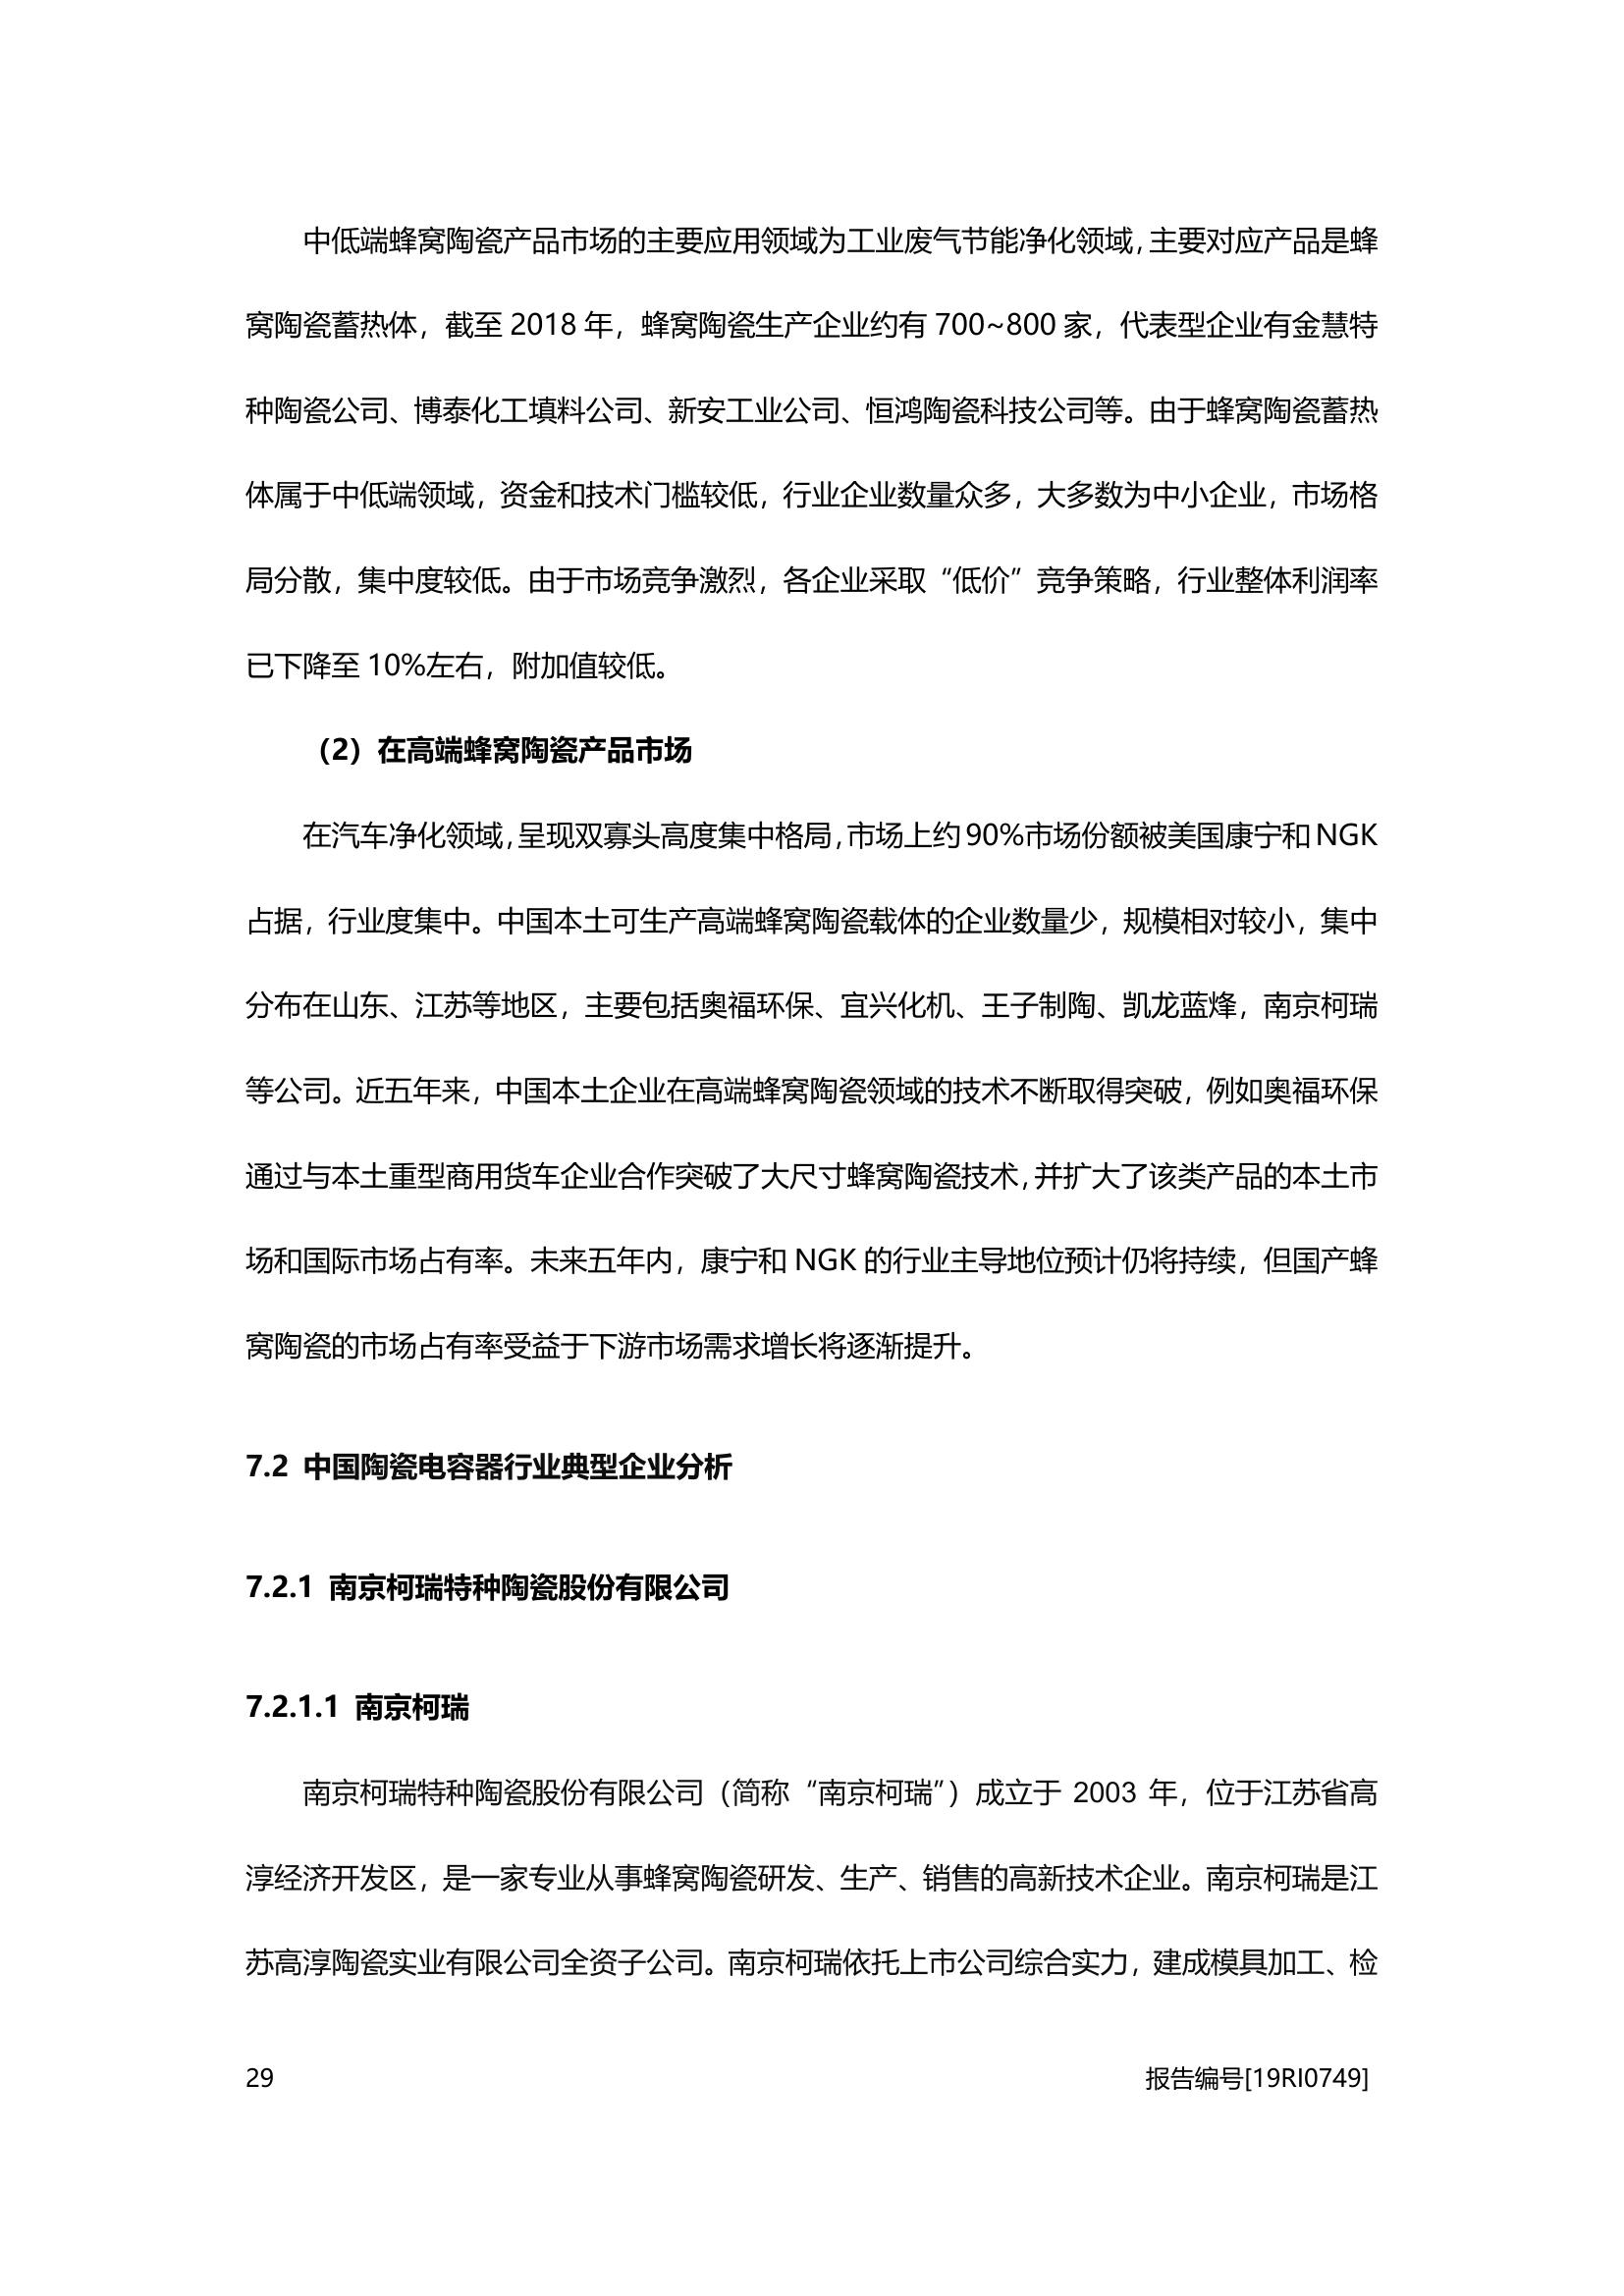 中低端蜂窝陶瓷产品市场的主要应用领域为工业废气节能净化领域，主要对应产品是蜂
窝陶瓷蓄热体，截至 2018 年，蜂窝陶瓷生产企业约有 700~800 家，代表型企业有金慧特
种陶瓷公司、博泰化工填料公司、新安工业公司、恒鸿陶瓷科技公司等。由于蜂窝陶瓷蓄热
体属于中低端领域，资金和技术门槛较低，行业企业数量众多，大多数为中小企业，市场格
局分散，集中度较低。由于市场竞争激烈，各企业采取“低价”竞争策略，行业整体利润率
已下降至 10%左右，附加值较低。
（2）在高端蜂窝陶瓷产品市场
在汽车净化领域，呈现双寡头高度集中格局，市场上约 90%市场份额被美国康宁和 NGK
占据，行业度集中。中国本土可生产高端蜂窝陶瓷载体的企业数量少，规模相对较小，集中
分布在山东、江苏等地区，主要包括奥福环保、宜兴化机、王子制陶、凯龙蓝烽，南京柯瑞
等公司。近五年来，中国本土企业在高端蜂窝陶瓷领域的技术不断取得突破，例如奥福环保
通过与本土重型商用货车企业合作突破了大尺寸蜂窝陶瓷技术，并扩大了该类产品的本土市
场和国际市场占有率。未来五年内，康宁和 NGK 的行业主导地位预计仍将持续，但国产蜂
窝陶瓷的市场占有率受益于下游市场需求增长将逐渐提升。
7.2 中国陶瓷电容器行业典型企业分析
7.2.1 南京柯瑞特种陶瓷股份有限公司
7.2.1.1 南京柯瑞
南京柯瑞特种陶瓷股份有限公司（简称“南京柯瑞”）成立于 2003 年，位于江苏省高
淳经济开发区，是一家专业从事蜂窝陶瓷研发、生产、销售的高新技术企业。南京柯瑞是江
苏高淳陶瓷实业有限公司全资子公司。南京柯瑞依托上市公司综合实力，建成模具加工、检
29
报告编号[19RI0749]